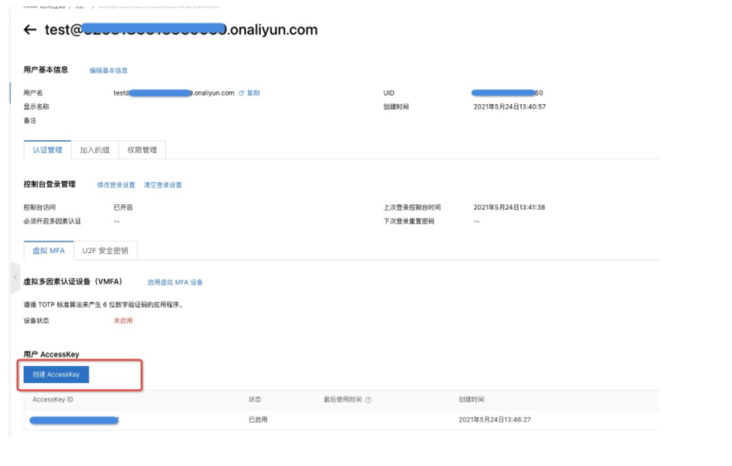 ← test@.onaliyun.com
用户基本信息 编辑基本信息
用户名 test .onaliyun.com 复制 UID 60
显示名称 创建时间 2021年5月24日13:40:57
备注
认证管理 加入的组 权限管理
控制台登录管理 修改登录设置 清空登录设置
控制台访问 已开启 上次登录控制台时间 2021年5月24日13:41:38
必须开启多因素认证 -- 下次登录重置密码 --
虚拟 MFA U2F 安全密钥
虚拟多因素认证设备（VMFA） 启用虚拟 MFA 设备
遵循 TOTP 标准算法来产生 6 位数字验证码的应用程序。
设备状态 未启用
用户 AccessKey
创建 AccessKey
AccessKey ID 状态 最后使用时间 创建时间
已启用 2021年5月24日13:46:27